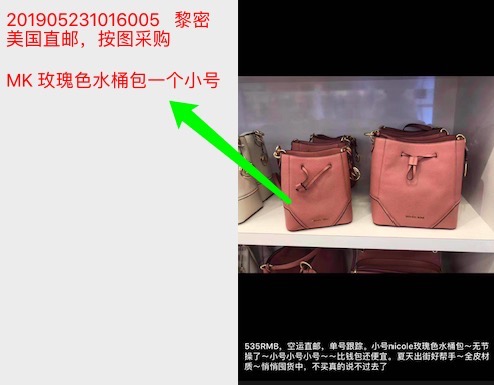 201905231016005 黎密
美国直邮，按图采购
MK 玫瑰色水桶包一个小号
535RMB，空运直邮，单号跟踪。小号nicole玫瑰色水桶包～无节
操了～小号小号小号～～比钱包还便宜。夏天出街好帮手～全皮材
质～悄悄囤货中，不买真的说不过去了